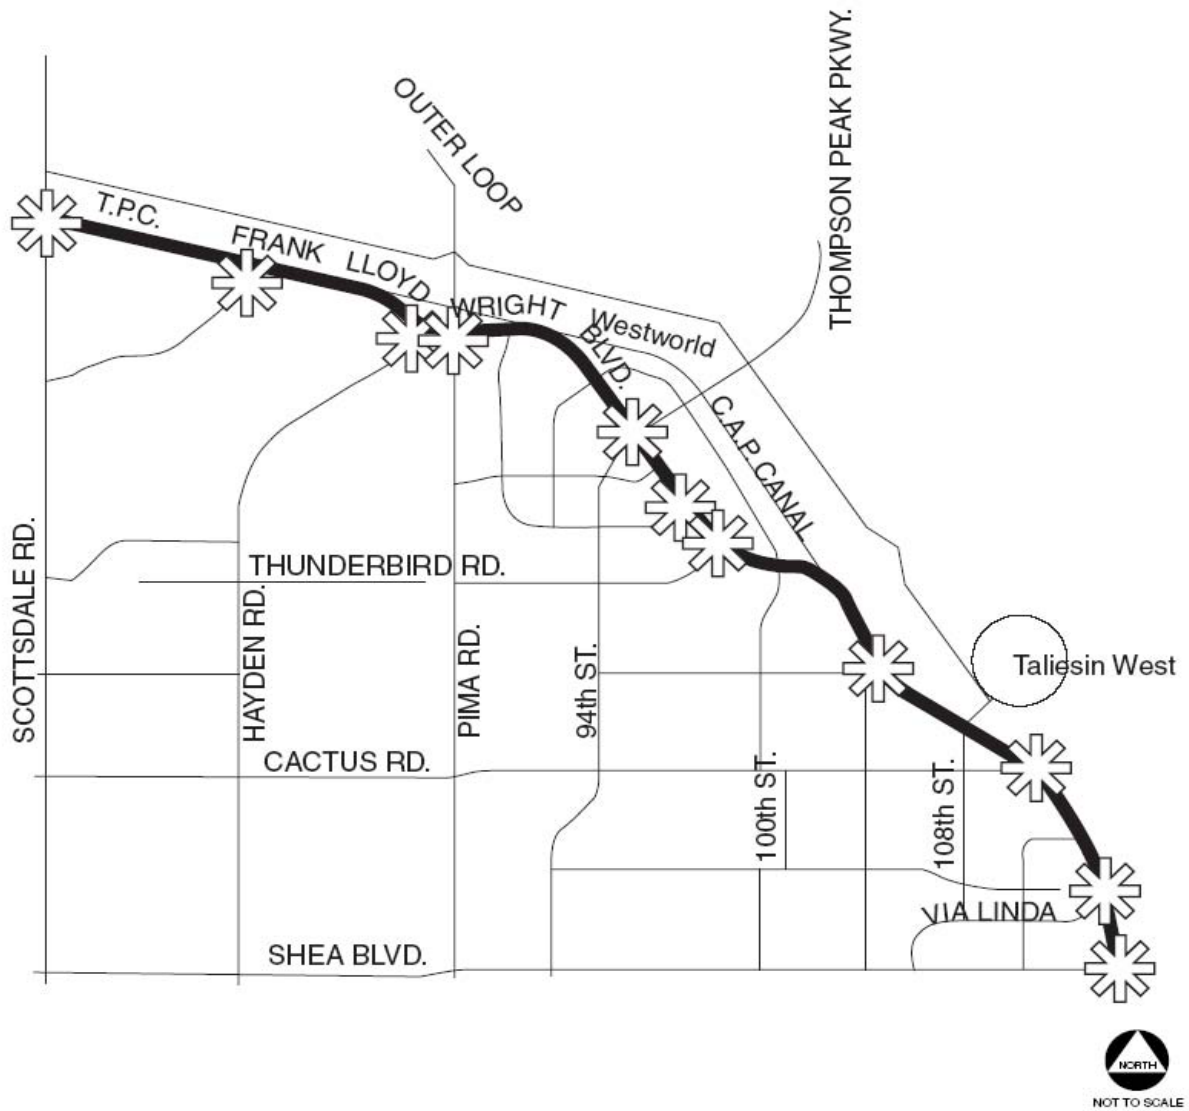 THOMPSON PEAK PKWY.
OUTER LOOP
T.P.C.
FRANK LLOYD WRIGHT BLVD.
Westworld
C.A.P. CANAL
SCOTTSDALE RD.
THUNDERBIRD RD.
HAYDEN RD.
PIMA RD.
94th ST.
Taliesin West
CACTUS RD.
100th ST.
108th ST.
VIA LINDA
SHEA BLVD.
NORTH
NOT TO SCALE